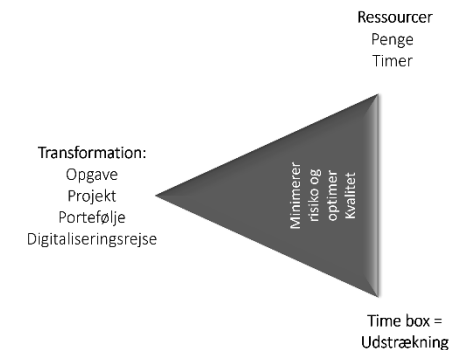 Ressourcer
Penge
Timer
Transformation:
Opgave
Projekt
Portefølje
Digitaliseringsrejse
Minimerer
risiko og
optimer
Kvalitet
Time box =
Udstrækning